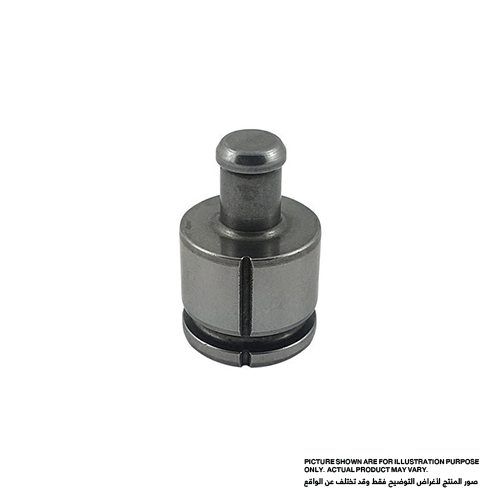 PICTURE SHOWN ARE FOR ILLUSTRATION PURPOSE
ONLY. ACTUAL PRODUCT MAY VARY.
صور المنتج لأغراض التوضيح فقط وقد تختلف عن الواقع